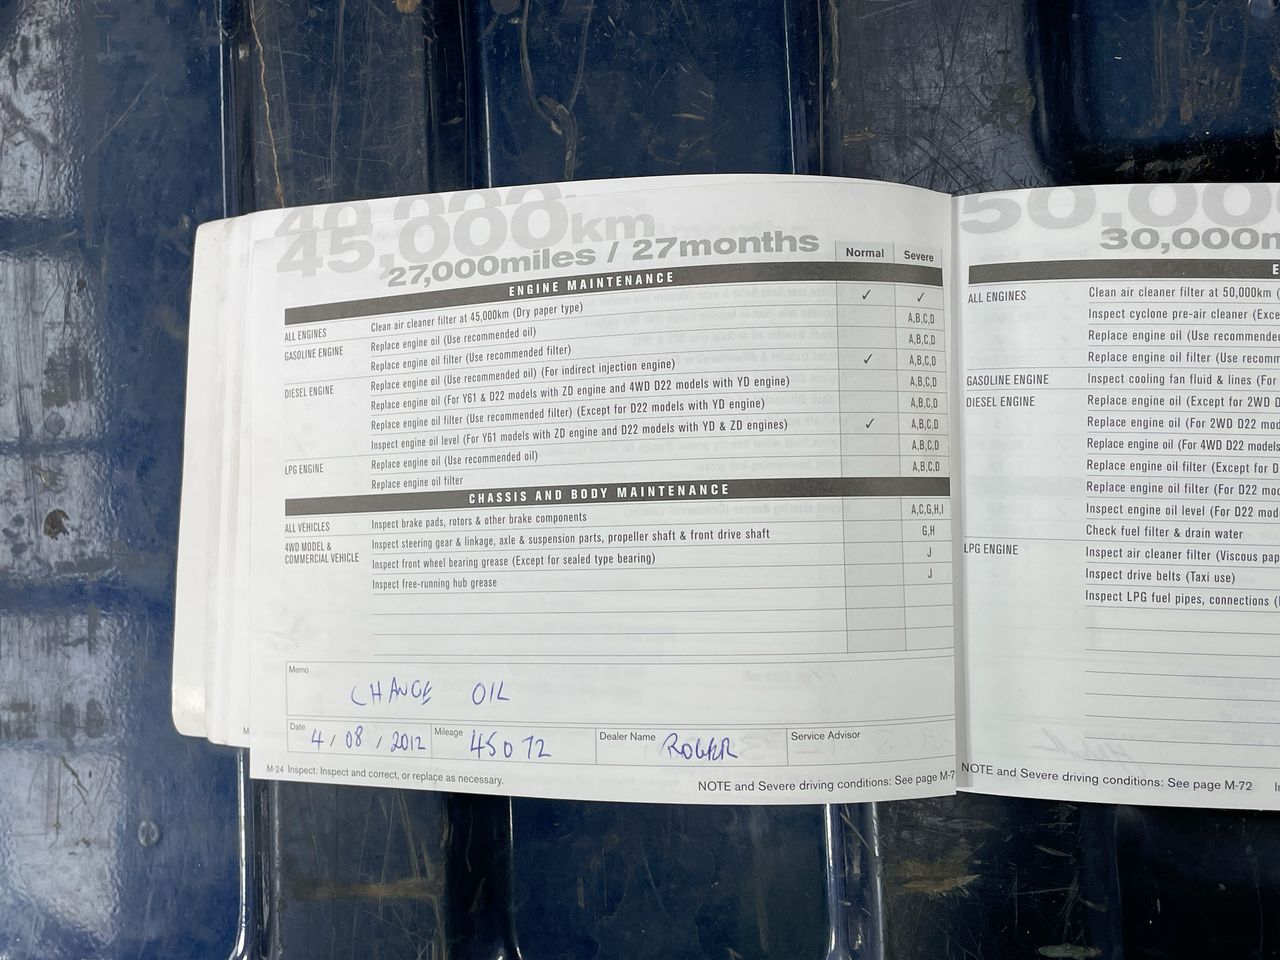 40,000
45,000km
27,000miles / 27months
Normal Severe
ENGINE MAINTENANCE
ALL ENGINES Clean air cleaner filter at 45,000km (Dry paper type) ✓ ✓
GASOLINE ENGINE Replace engine oil (Use recommended oil) A,B,C,D
Replace engine oil filter (Use recommended filter) A,B,C,D
DIESEL ENGINE Replace engine oil (Use recommended oil) (For indirect injection engine) ✓ A,B,C,D
Replace engine oil (For Y61 & D22 models with ZD engine and 4WD D22 models with YD engine) A,B,C,D
Replace engine oil filter (Use recommended filter) (Except for D22 models with YD engine) A,B,C,D
Inspect engine oil level (For Y61 models with ZD engine and D22 models with YD & ZD engines) ✓ A,B,C,D
LPG ENGINE Replace engine oil (Use recommended oil) A,B,C,D
Replace engine oil filter A,B,C,D
CHASSIS AND BODY MAINTENANCE
ALL VEHICLES Inspect brake pads, rotors & other brake components A,C,G,H,I
4WD MODEL & COMMERCIAL VEHICLE Inspect steering gear & linkage, axle & suspension parts, propeller shaft & front drive shaft G,H
Inspect front wheel bearing grease (Except for sealed type bearing) J
Inspect free-running hub grease J
Memo
CHANGE OIL
Date 4/08/2012 Mileage 45072 Dealer Name ROGER Service Advisor
M-24 Inspect: Inspect and correct, or replace as necessary.
NOTE and Severe driving conditions: See page M-7
50,00
30,000m
E
ALL ENGINES Clean air cleaner filter at 50,000km (
Inspect cyclone pre-air cleaner (Exce
Replace engine oil (Use recommended
Replace engine oil filter (Use recomm
GASOLINE ENGINE Inspect cooling fan fluid & lines (For
DIESEL ENGINE Replace engine oil (Except for 2WD D
Replace engine oil (For 2WD D22 mod
Replace engine oil (For 4WD D22 models
Replace engine oil filter (Except for D
Replace engine oil filter (For D22 mod
Inspect engine oil level (For D22 mode
Check fuel filter & drain water
LPG ENGINE Inspect air cleaner filter (Viscous pap
Inspect drive belts (Taxi use)
Inspect LPG fuel pipes, connections (
NOTE and Severe driving conditions: See page M-72